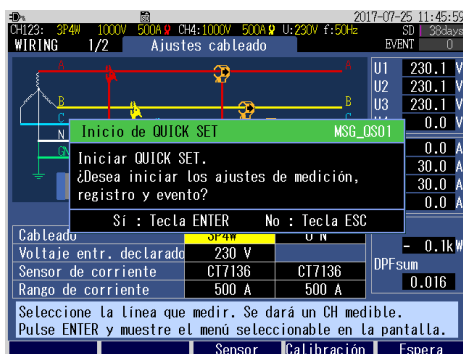 2017-07-25 11:45:59
CH123: 3P4W 1000V 500A CH4:1000V 500A U:230V f:50Hz SD 38days
WIRING 1/2 Ajustes cableado EVENT 0
A A
B B
C C
N
U1 230.1 V
U2 230.1 V
U3 230.1 V
0.0 V
0.0 A
30.0 A
30.0 A
0.0 A
Inicio de QUICK SET MSG_QS01
Iniciar QUICK SET.
¿Desea iniciar los ajustes de medición,
registro y evento?
Sí : Tecla ENTER No : Tecla ESC
Cableado 3P4W
Voltaje entr. declarado 230 V
Sensor de corriente CT7136 CT7136
Rango de corriente 500 A 500 A
- 0.1kW
DPFsum
0.016
Seleccione la línea que medir. Se dará un CH medible.
Pulse ENTER y muestre el menú seleccionable en la pantalla.
Sensor Calibración Espera